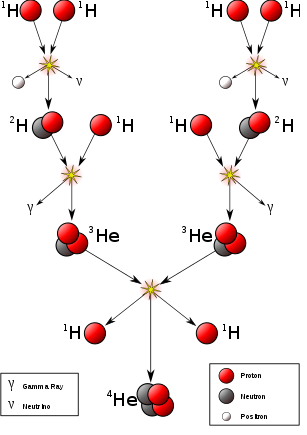 ¹H ¹H ¹H ¹H
ν ν
²H ¹H ¹H ²H
γ γ
³He ³He
¹H ¹H
⁴He
γ Gamma Ray
ν Neutrino
Proton
Neutron
Positron